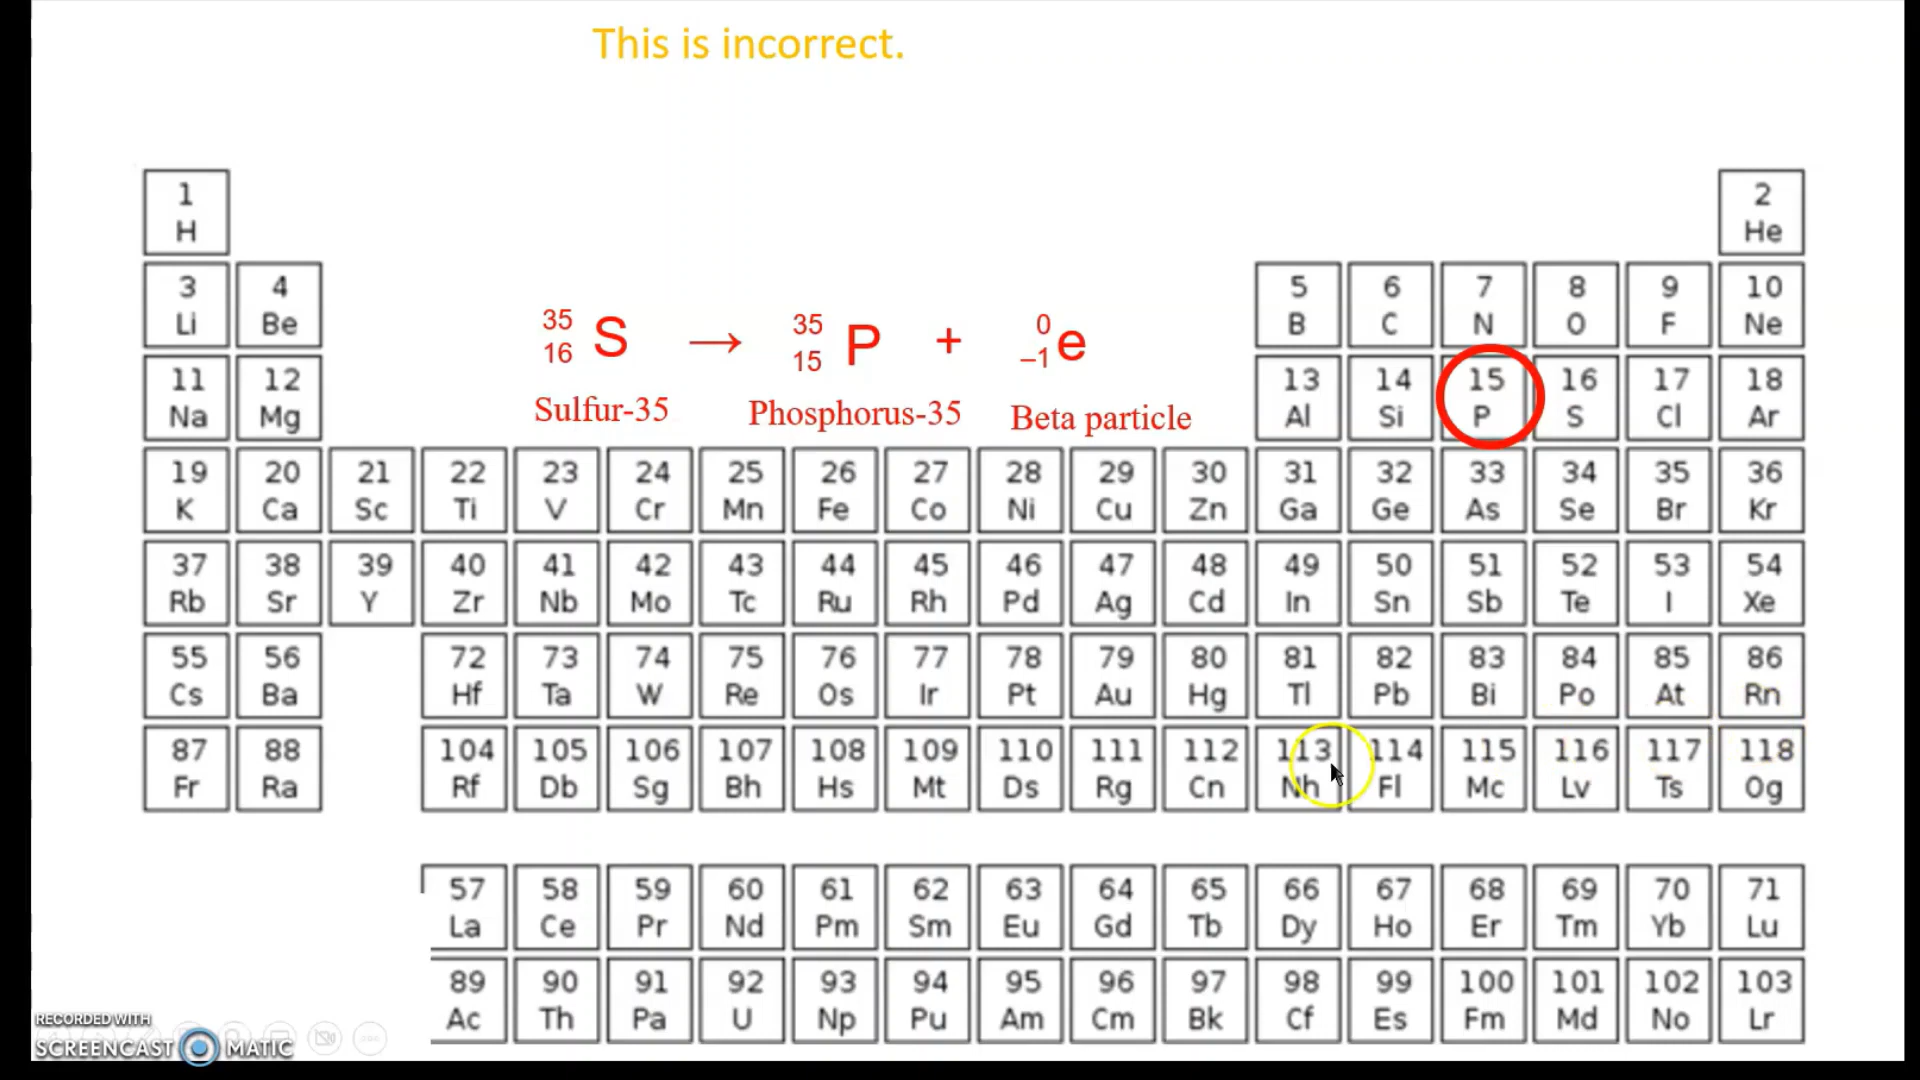 This is incorrect.
1 2
H He
3 4 5 6 7 8 9 10
Li Be B C N O F Ne
35 35 0
16 S → 15 P + –1 e
Sulfur-35 Phosphorus-35 Beta particle
11 12 13 14 15 16 17 18
Na Mg Al Si P S Cl Ar
19 20 21 22 23 24 25 26 27 28 29 30 31 32 33 34 35 36
K Ca Sc Ti V Cr Mn Fe Co Ni Cu Zn Ga Ge As Se Br Kr
37 38 39 40 41 42 43 44 45 46 47 48 49 50 51 52 53 54
Rb Sr Y Zr Nb Mo Tc Ru Rh Pd Ag Cd In Sn Sb Te I Xe
55 56 72 73 74 75 76 77 78 79 80 81 82 83 84 85 86
Cs Ba Hf Ta W Re Os Ir Pt Au Hg Tl Pb Bi Po At Rn
87 88 104 105 106 107 108 109 110 111 112 113 114 115 116 117 118
Fr Ra Rf Db Sg Bh Hs Mt Ds Rg Cn Nh Fl Mc Lv Ts Og
57 58 59 60 61 62 63 64 65 66 67 68 69 70 71
La Ce Pr Nd Pm Sm Eu Gd Tb Dy Ho Er Tm Yb Lu
89 90 91 92 93 94 95 96 97 98 99 100 101 102 103
Ac Th Pa U Np Pu Am Cm Bk Cf Es Fm Md No Lr
RECORDED WITH
SCREENCAST MATIC